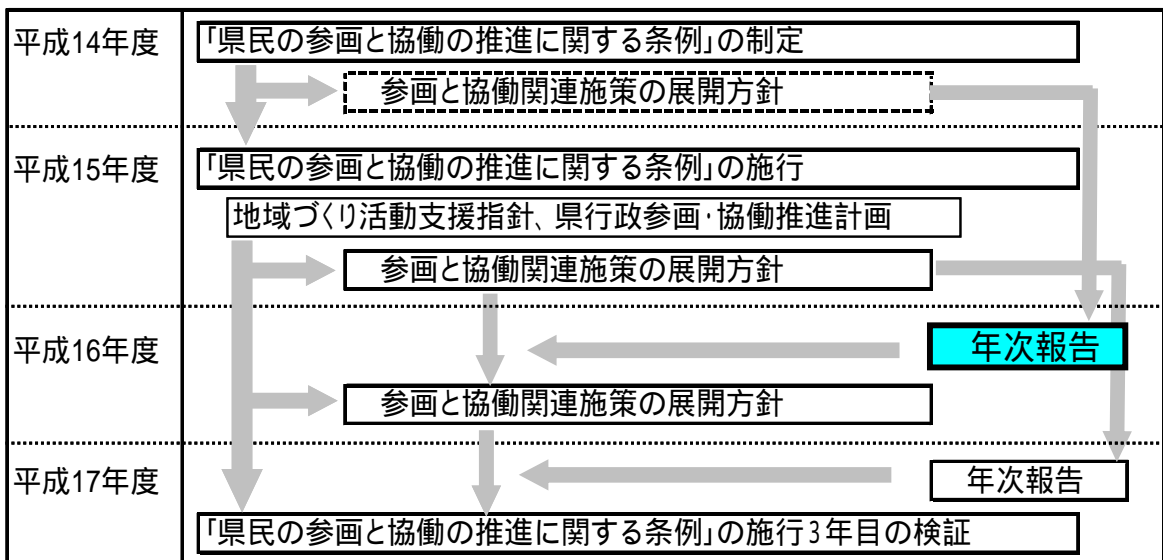 平成14年度
「県民の参画と協働の推進に関する条例」の制定
参画と協働関連施策の展開方針
平成15年度
「県民の参画と協働の推進に関する条例」の施行
地域づくり活動支援指針、県行政参画・協働推進計画
参画と協働関連施策の展開方針
平成16年度
年次報告
参画と協働関連施策の展開方針
平成17年度
年次報告
「県民の参画と協働の推進に関する条例」の施行3年目の検証